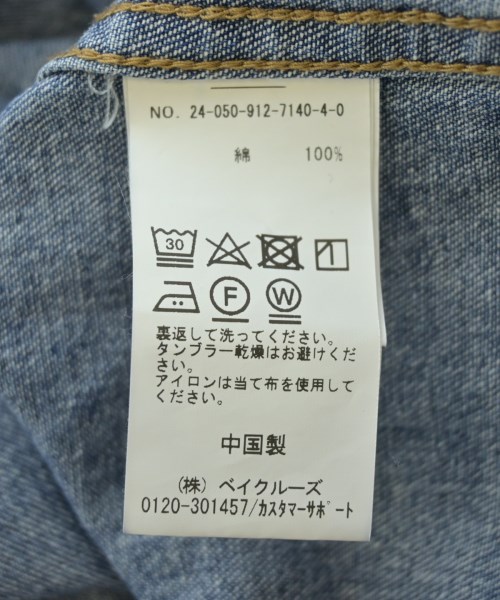 NO. 24-050-912-7140-4-0
綿 100%
30
F W
裏返して洗ってください。
タンブラー乾燥はお避けくだ
さい。
アイロンは当て布を使用して
ください。
中国製
(株) ベイクルーズ
0120-301457/カスタマーサポート